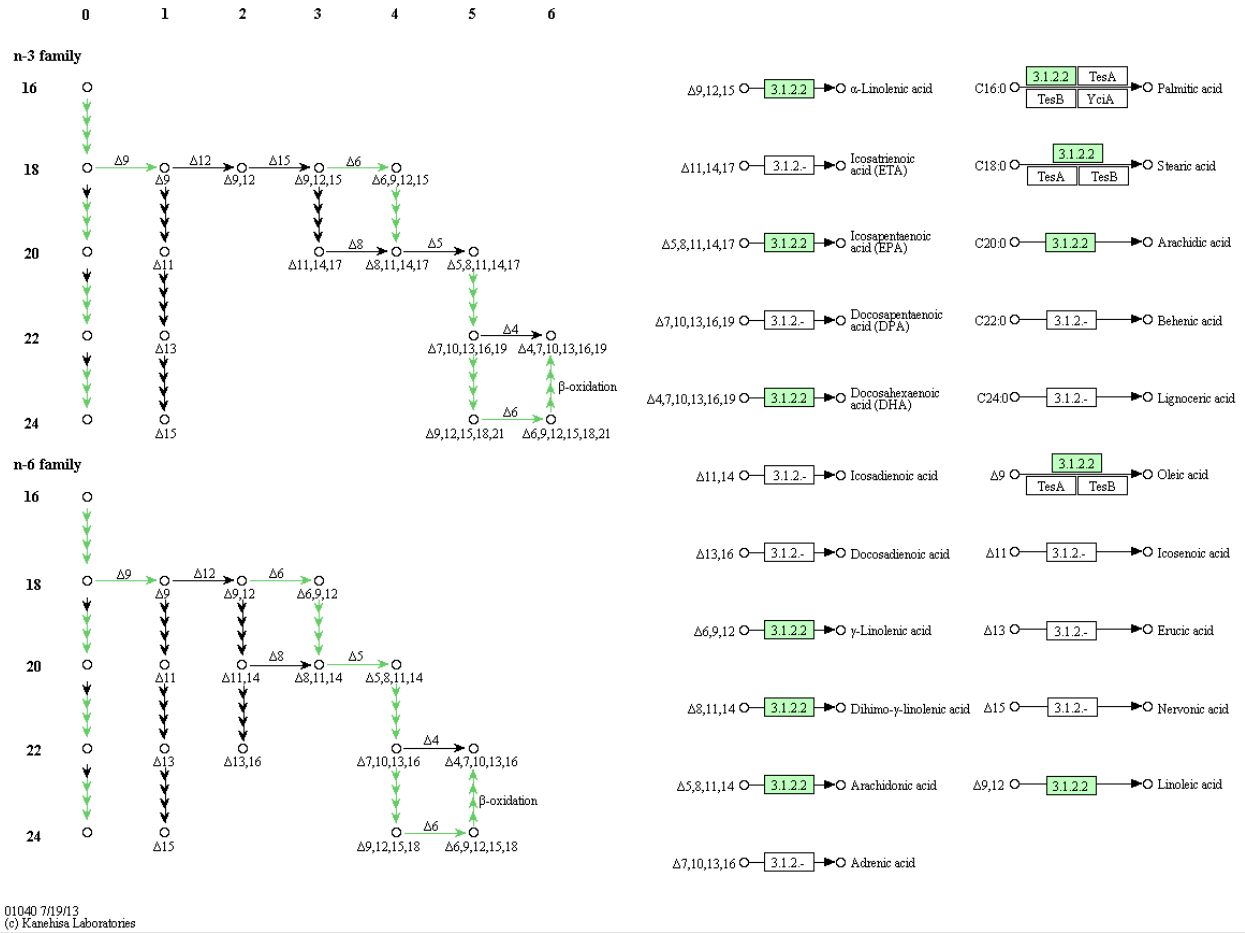 0 1 2 3 4 5 6
n-3 family
16
Δ9 Δ12 Δ15 Δ6
18
Δ9 Δ9,12 Δ9,12,15 Δ6,9,12,15
Δ8 Δ5
20
Δ11 Δ11,14,17 Δ8,11,14,17 Δ5,8,11,14,17
Δ4
22
Δ13 Δ7,10,13,16,19 Δ4,7,10,13,16,19
β-oxidation
Δ6
24
Δ15 Δ9,12,15,18,21 Δ6,9,12,15,18,21
n-6 family
16
Δ9 Δ12 Δ6
18
Δ9 Δ9,12 Δ6,9,12
Δ8 Δ5
20
Δ11 Δ11,14 Δ8,11,14 Δ5,8,11,14
Δ4
22
Δ13 Δ13,16 Δ7,10,13,16 Δ4,7,10,13,16
β-oxidation
Δ6
24
Δ15 Δ9,12,15,18 Δ6,9,12,15,18
Δ9,12,15 3.1.2.2 α-Linolenic acid
Δ11,14,17 3.1.2.- Icosatrienoic
acid (ETA)
Δ5,8,11,14,17 3.1.2.2 Icosapentaenoic
acid (EPA)
Δ7,10,13,16,19 3.1.2.- Docosapentaenoic
acid (DPA)
Δ4,7,10,13,16,19 3.1.2.2 Docosahexaenoic
acid (DHA)
Δ11,14 3.1.2.- Icosadienoic acid
Δ13,16 3.1.2.- Docosadienoic acid
Δ6,9,12 3.1.2.2 γ-Linolenic acid
Δ8,11,14 3.1.2.2 Dihimo-γ-linolenic acid
Δ5,8,11,14 3.1.2.2 Arachidonic acid
Δ7,10,13,16 3.1.2.- Adrenic acid
3.1.2.2 TesA
C16:0 Palmitic acid
TesB YciA
3.1.2.2
C18:0 Stearic acid
TesA TesB
C20:0 3.1.2.2 Arachidic acid
C22:0 3.1.2.- Behenic acid
C24:0 3.1.2.- Lignoceric acid
3.1.2.2
Δ9 Oleic acid
TesA TesB
Δ11 3.1.2.- Icosenoic acid
Δ13 3.1.2.- Erucic acid
Δ15 3.1.2.- Nervonic acid
Δ9,12 3.1.2.2 Linoleic acid
01040 7/19/13
(c) Kanehisa Laboratories